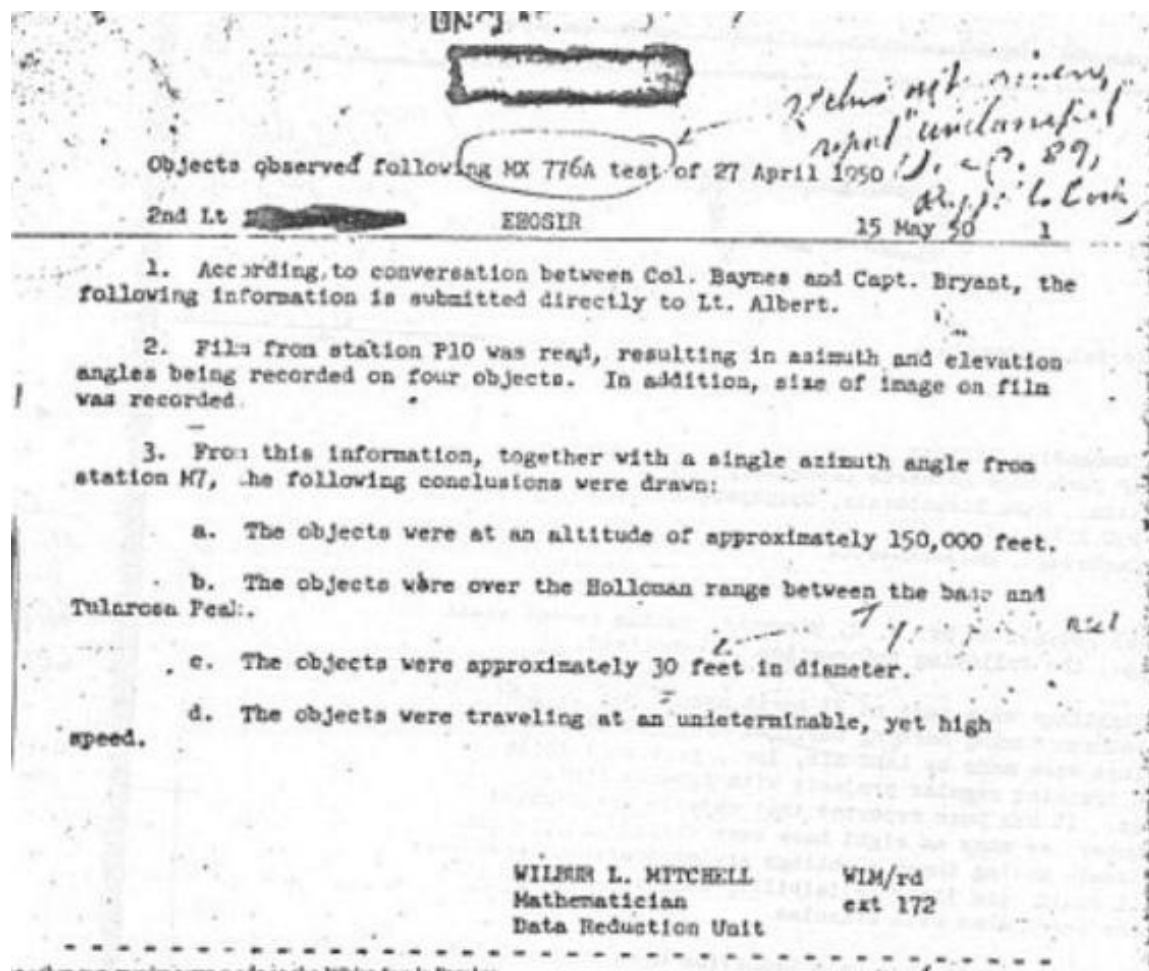 Objects observed following MX 776A test of 27 April 1950
2nd Lt EHOSIR 15 May 50 1
1. According to conversation between Col. Baynes and Capt. Bryant, the
following information is submitted directly to Lt. Albert.
2. Film from station P10 was read, resulting in azimuth and elevation
angles being recorded on four objects. In addition, size of image on film
was recorded.
3. From this information, together with a single azimuth angle from
station M7, the following conclusions were drawn:
a. The objects were at an altitude of approximately 150,000 feet.
b. The objects were over the Holloman range between the base and
Tularosa Peak.
c. The objects were approximately 30 feet in diameter.
d. The objects were traveling at an undeterminable, yet high
speed.
WILBUR L. MITCHELL WLM/rd
Mathematician ext 172
Data Reduction Unit